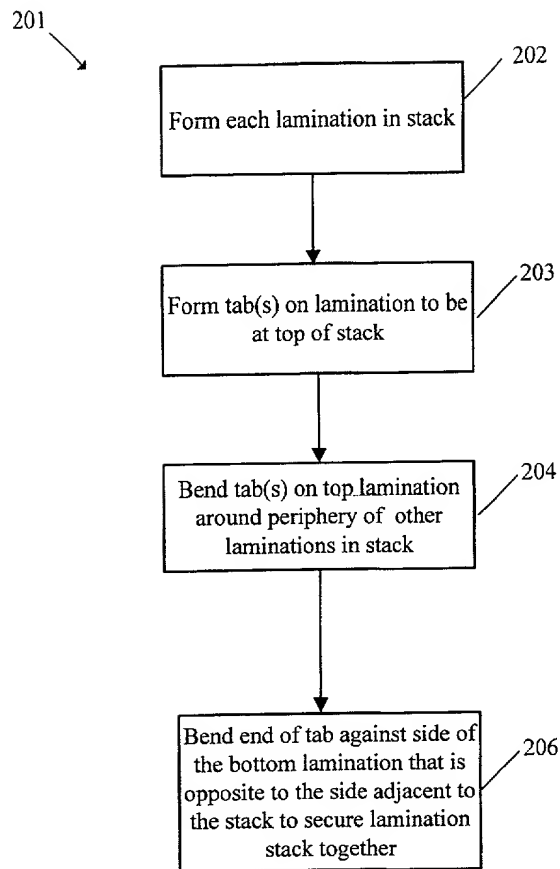 201
202
Form each lamination in stack
203
Form tab(s) on lamination to be
at top of stack
204
Bend tab(s) on top lamination
around periphery of other
laminations in stack
206
Bend end of tab against side of
the bottom lamination that is
opposite to the side adjacent to
the stack to secure lamination
stack together